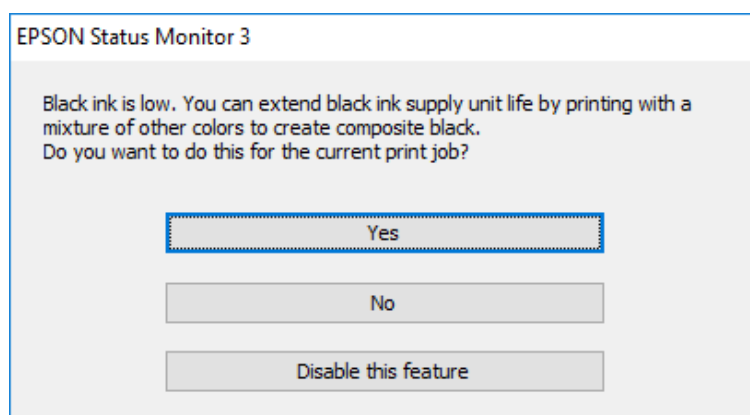 EPSON Status Monitor 3
Black ink is low. You can extend black ink supply unit life by printing with a
mixture of other colors to create composite black.
Do you want to do this for the current print job?
Yes
No
Disable this feature